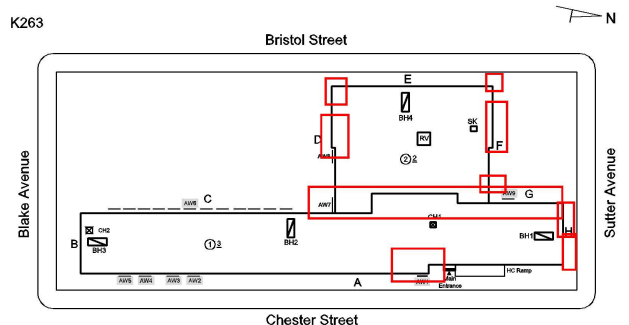 K263
N
Bristol Street
E
BH4
SK
D
RV
F
AW8
2 2
G
AW9
C
AW6
AW7
CH1
Blake Avenue
Sutter Avenue
CH2
B
BH3
1 3
BH2
BH1
H
A
AW5 AW4 AW3 AW2
AW1
Main
Entrance
HC Ramp
Chester Street